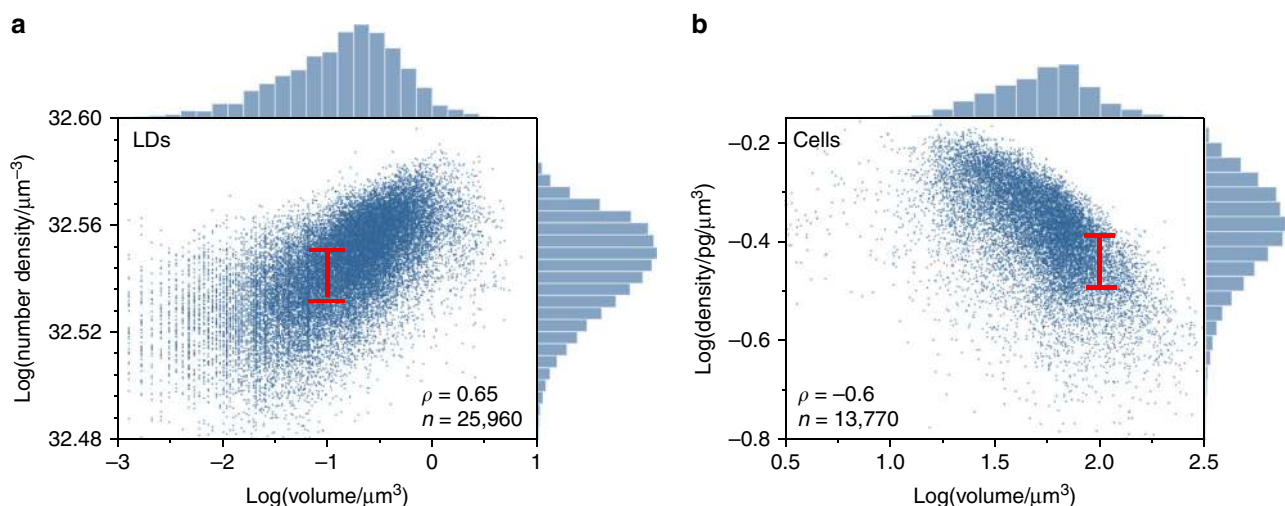 a
Log(number density/μm⁻³)
32.60
32.56
32.52
32.48
LDs
ρ = 0.65
n = 25,960
−3
−2
−1
0
1
Log(volume/μm³)
b
Log(density/pg/μm³)
−0.2
−0.4
−0.6
−0.8
Cells
ρ = −0.6
n = 13,770
0.5
1.0
1.5
2.0
2.5
Log(volume/μm³)